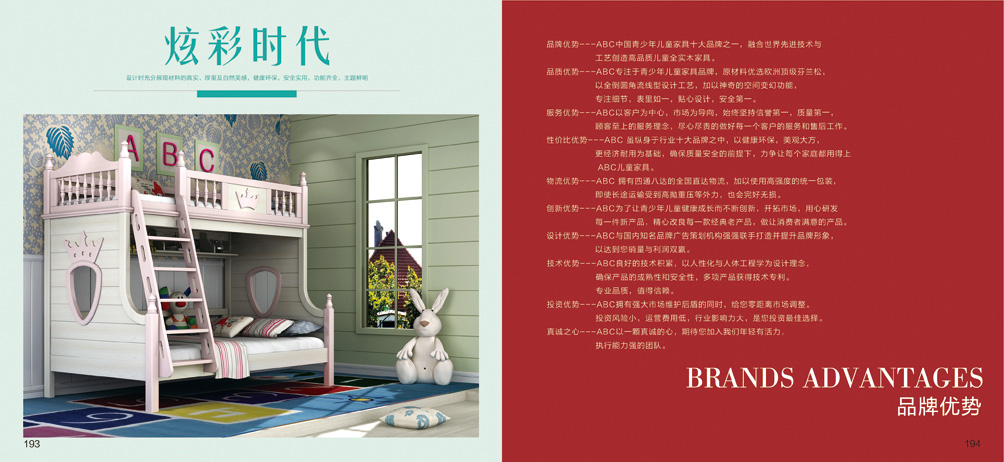 炫彩时代
设计时充分展现材料的真实、厚重及自然美感，健康环保，安全实用，功能齐全，主题鲜明
ABC
193
品牌优势---ABC中国青少年儿童家具十大品牌之一，融合世界先进技术与
工艺创造高品质儿童全实木家具。
品质优势---ABC专注于青少年儿童家具品牌，原材料优选欧洲顶圾芬兰松，
以全倒圆角流线型设计工艺，加以神奇的空间变幻功能，
专注细节，表里如一，贴心设计，安全第一。
服务优势---ABC以客户为中心，市场为导向，始终坚持信誉第一，质量第一，
顾客至上的服务理念，尽心尽责的做好每一个客户的服务和售后工作。
性价比优势---ABC 虽纵身于行业十大品牌之中，以健康环保，美观大方，
更经济耐用为基础，确保质量安全的前提下，力争让每个家庭都用得上
ABC儿童家具。
物流优势---ABC 拥有四通八达的全国直达物流，加以使用高强度的统一包装，
即使长途运输受到高抛重压等外力，也会完好无损。
创新优势---ABC为了让青少年儿童健康成长而不断创新，开拓市场，用心研发
每一件新产品，精心改良每一款经典老产品，做让消费者满意的产品。
设计优势---ABC与国内知名品牌广告策划机构强强联手打造并提升品牌形象，
以达到您销量与利润双赢。
技术优势---ABC良好的技术积累，以人性化与人体工程学为设计理念，
确保产品的成熟性和安全性，多项产品获得技术专利。
专业品质，值得信赖。
投资优势---ABC拥有强大市场维护后盾的同时，给您零距离市场调整。
投资风险小，运营费用低，行业影响力大，是您投资最佳选择。
真诚之心---ABC以一颗真诚的心，期待您加入我们年轻有活力，
执行能力强的团队。
BRANDS ADVANTAGES
品牌优势
194